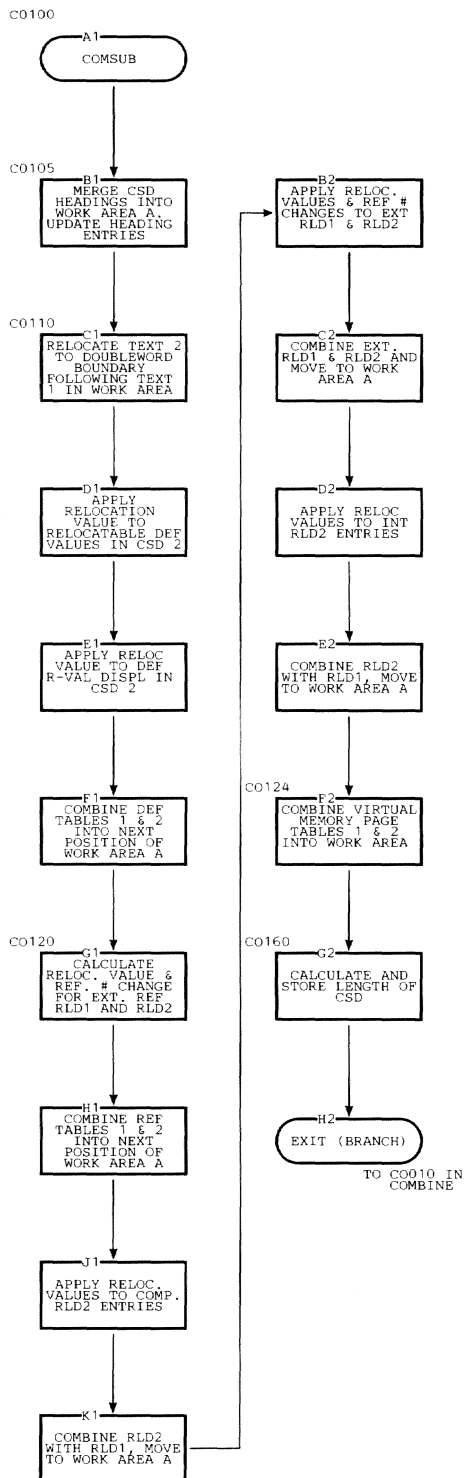 CO100
A1
COMSUB
CO105
B1
MERGE CSD
HEADINGS INTO
WORK AREA A.
UPDATE HEADING
ENTRIES
CO110
C1
RELOCATE TEXT 2
TO DOUBLEWORD
BOUNDARY
FOLLOWING TEXT
1 IN WORK AREA
D1
APPLY
RELOCATION
VALUE TO
RELOCATABLE DEF
VALUES IN CSD 2
E1
APPLY RELOC
VALUE TO DEF
R-VAL DISPL IN
CSD 2
F1
COMBINE DEF
TABLES 1 & 2
INTO NEXT
POSITION OF
WORK AREA A
CO120
G1
CALCULATE
RELOC. VALUE &
REF. # CHANGE
FOR EXT. REF
RLD1 AND RLD2
H1
COMBINE REF
TABLES 1 & 2
INTO NEXT
POSITION OF
WORK AREA A
J1
APPLY RELOC.
VALUES TO COMP.
RLD2 ENTRIES
K1
COMBINE RLD2
WITH RLD1, MOVE
TO WORK AREA A
B2
APPLY RELOC.
VALUES & REF #
CHANGES TO EXT
RLD1 & RLD2
C2
COMBINE EXT.
RLD1 & RLD2 AND
MOVE TO WORK
AREA A
D2
APPLY RELOC
VALUES TO INT
RLD2 ENTRIES
E2
COMBINE RLD2
WITH RLD1, MOVE
TO WORK AREA A
CO124
F2
COMBINE VIRTUAL
MEMORY PAGE
TABLES 1 & 2
INTO WORK AREA
CO160
G2
CALCULATE AND
STORE LENGTH OF
CSD
H2
EXIT (BRANCH)
TO CO010 IN
COMBINE